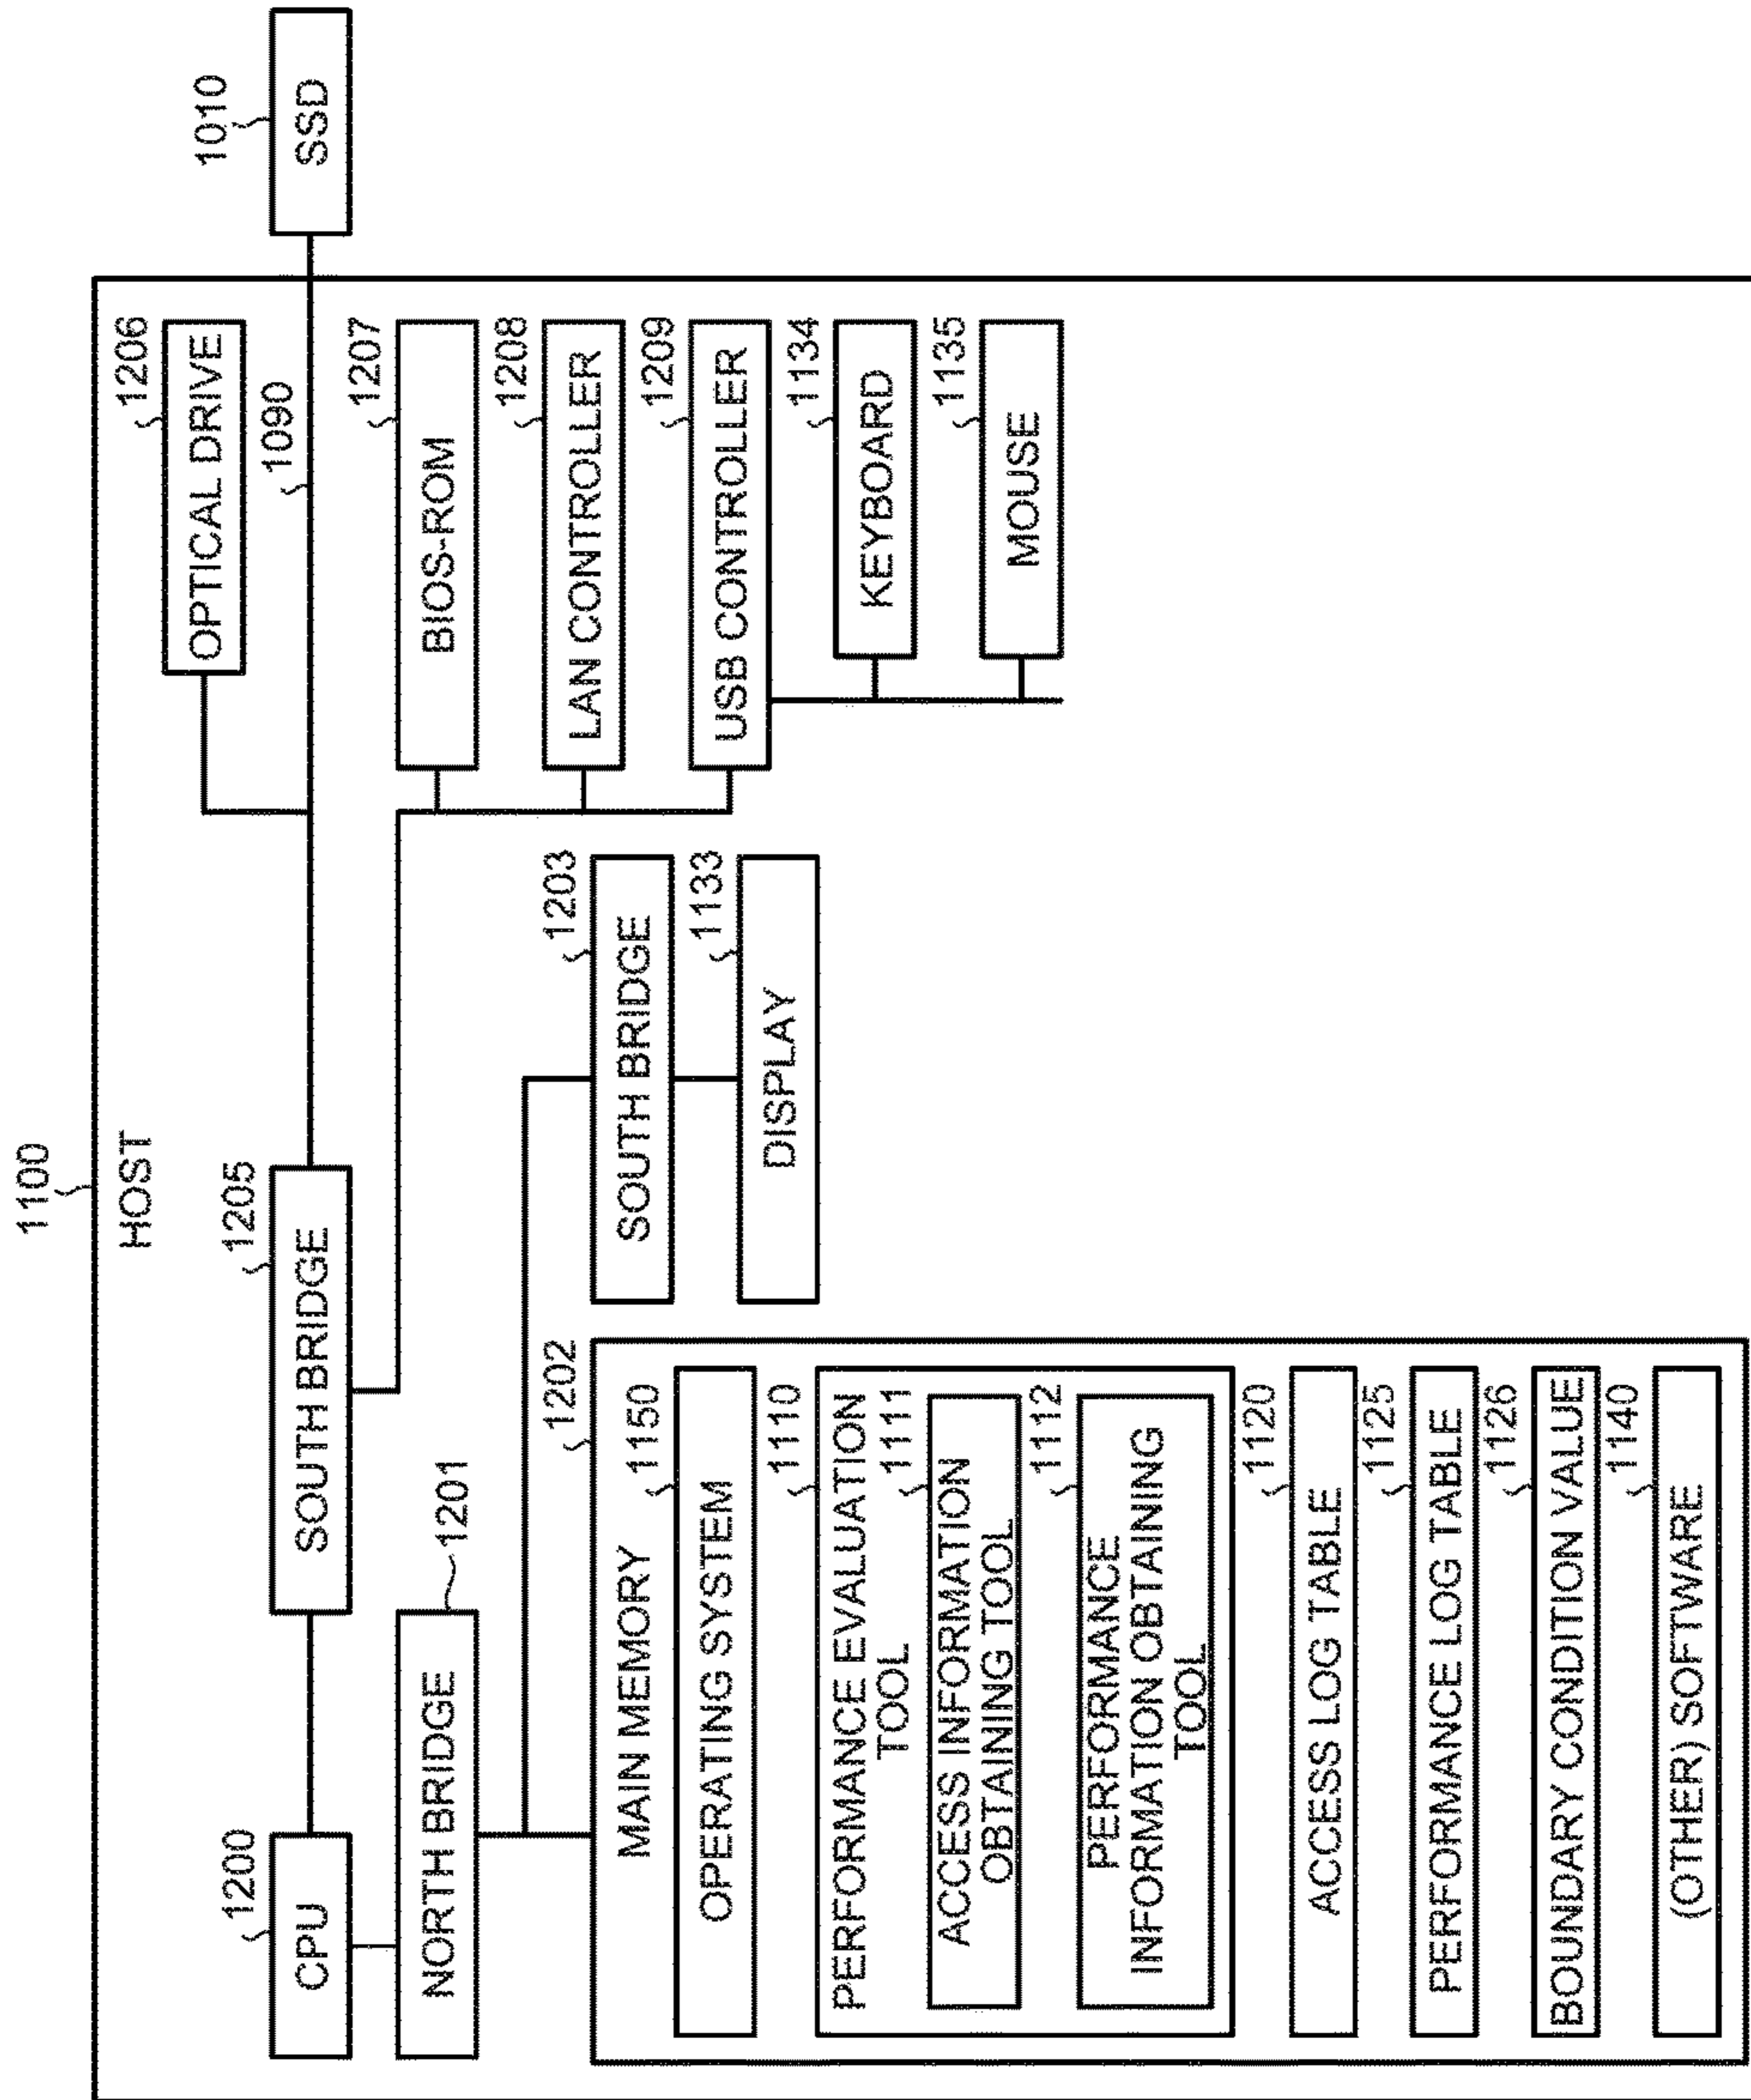 1100
HOST
1200
CPU
1205
SOUTH BRIDGE
1206
OPTICAL DRIVE
1090
1010
SSD
1201
NORTH BRIDGE
1207
BIOS-ROM
1208
LAN CONTROLLER
1209
USB CONTROLLER
1134
KEYBOARD
1135
MOUSE
1203
SOUTH BRIDGE
1133
DISPLAY
1202
MAIN MEMORY
1150
OPERATING SYSTEM
1110
PERFORMANCE EVALUATION
TOOL
1111
ACCESS INFORMATION
OBTAINING TOOL
1112
PERFORMANCE
INFORMATION OBTAINING
TOOL
1120
ACCESS LOG TABLE
1125
PERFORMANCE LOG TABLE
1126
BOUNDARY CONDITION VALUE
1140
(OTHER) SOFTWARE